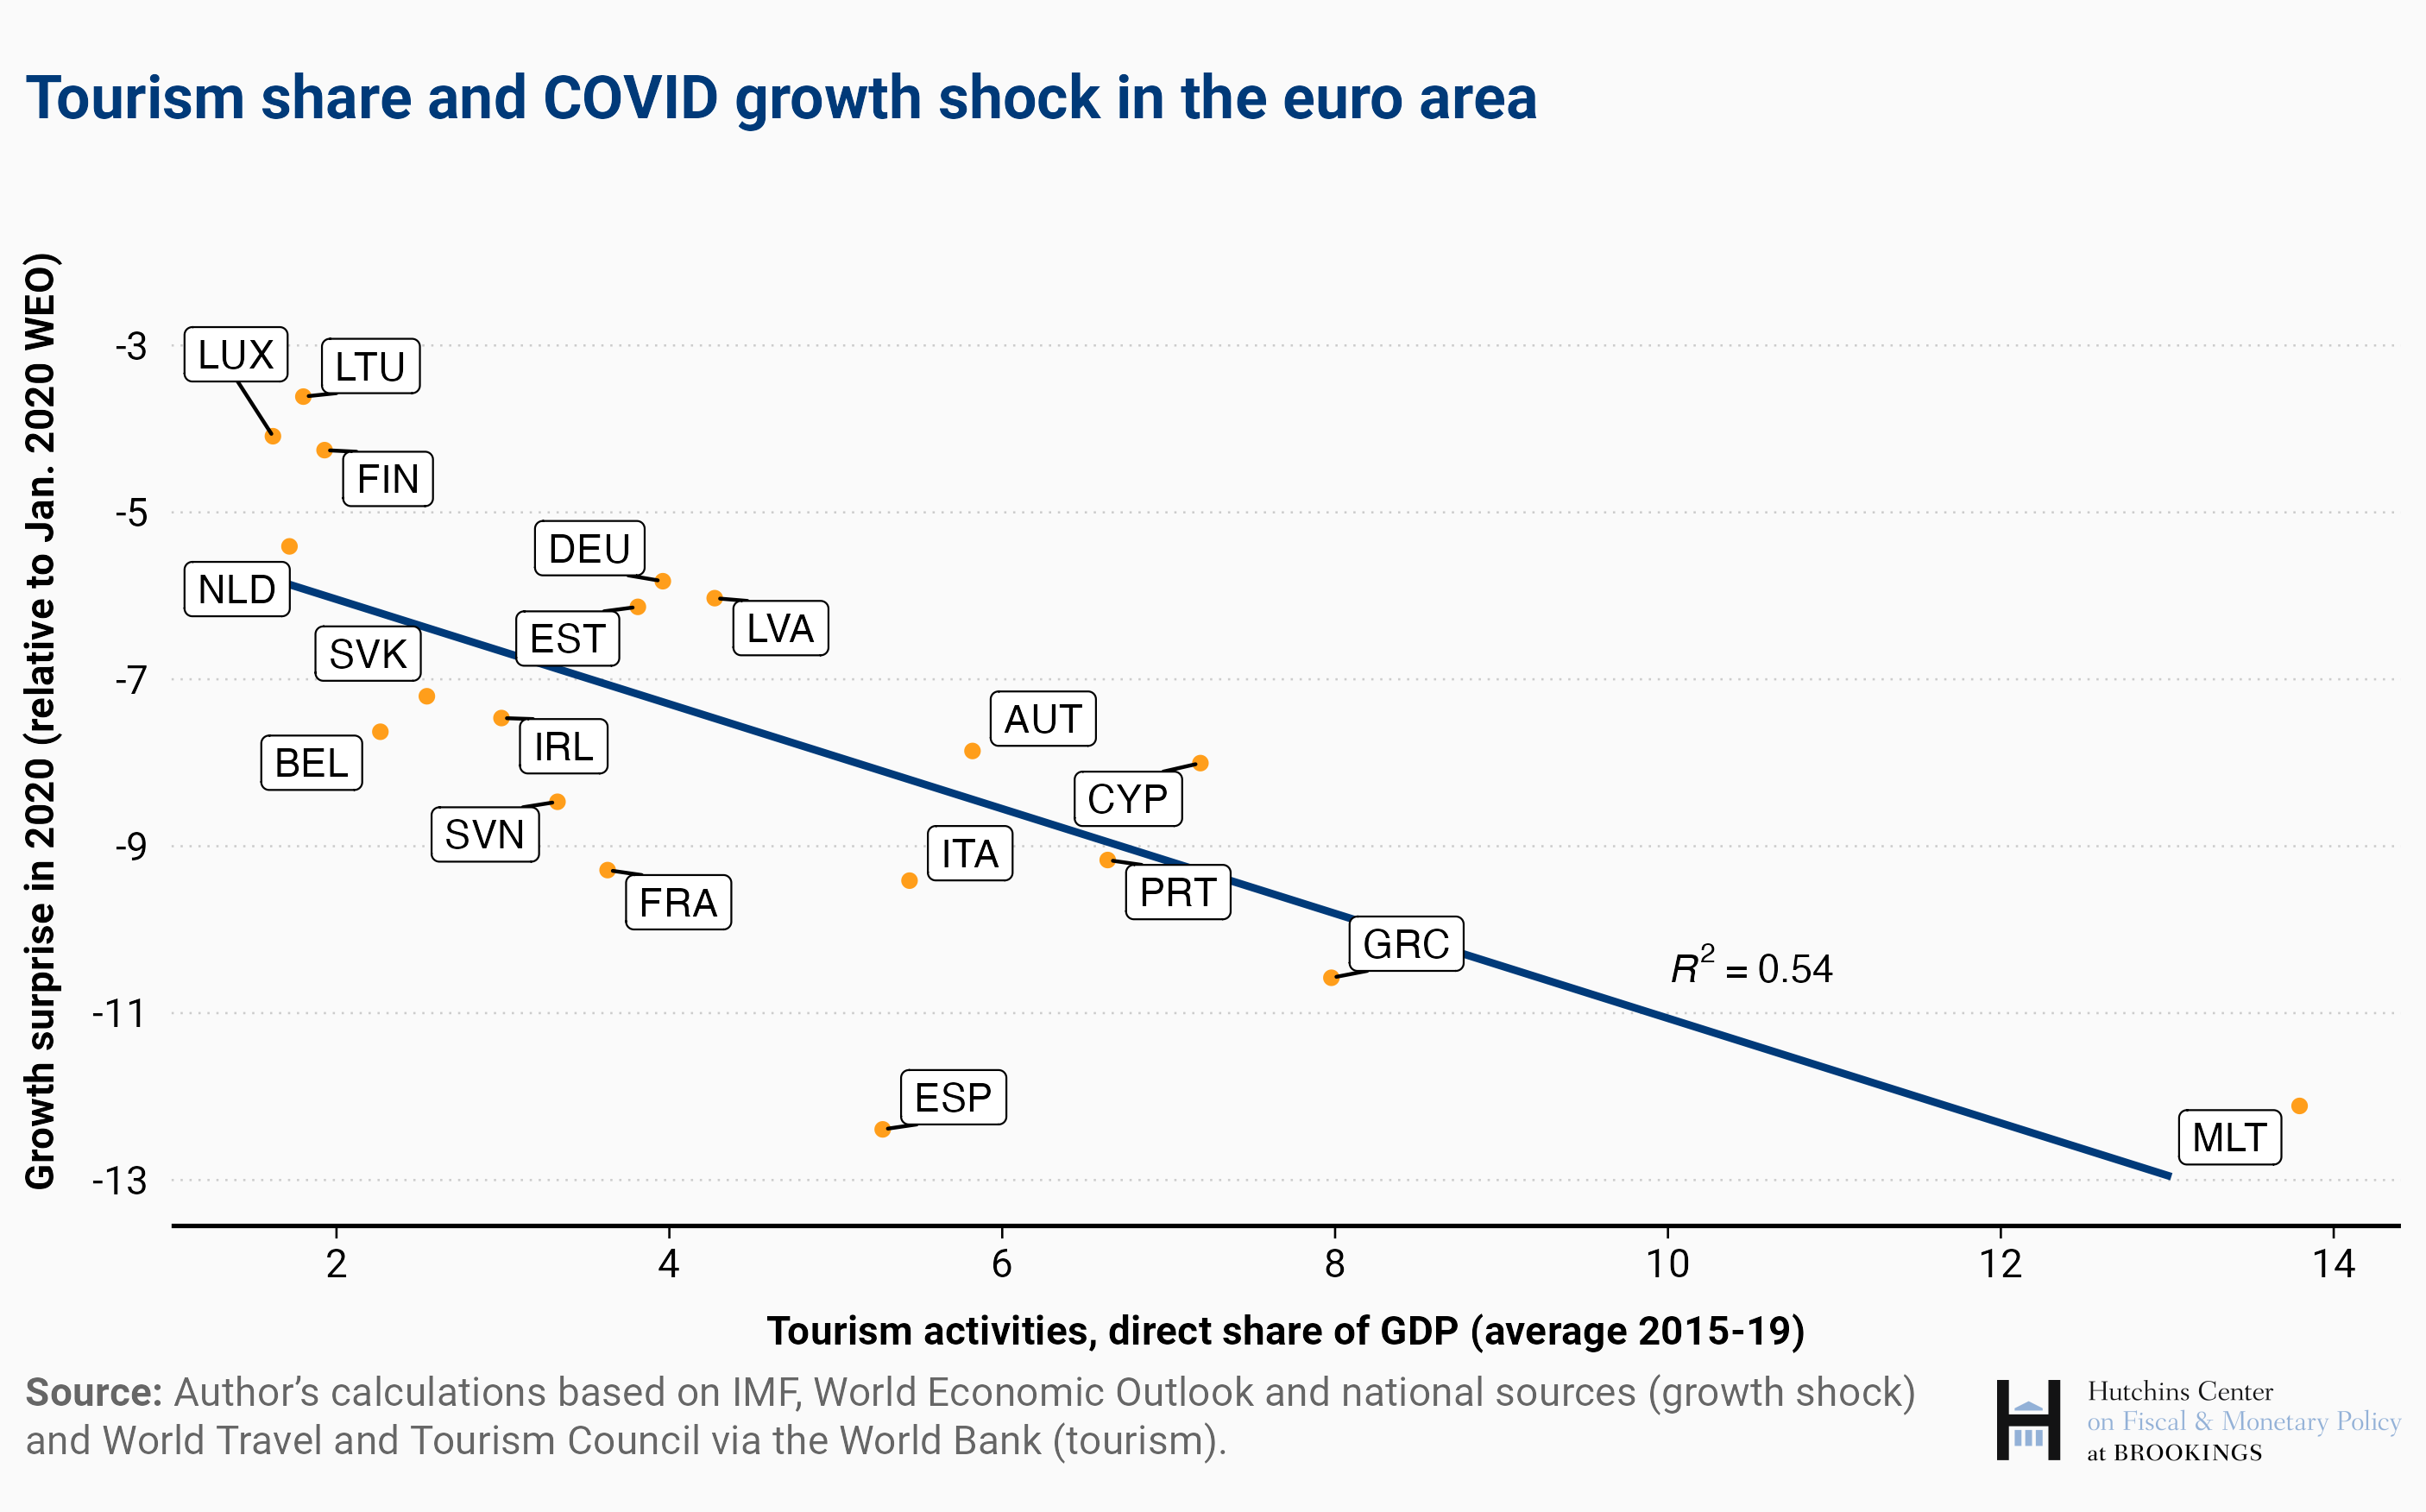 Tourism share and COVID growth shock in the euro area
Growth surprise in 2020 (relative to Jan. 2020 WEO)
-3
-5
-7
-9
-11
-13
LUX
LTU
FIN
NLD
DEU
EST
LVA
SVK
BEL
IRL
SVN
FRA
AUT
CYP
ITA
PRT
GRC
R² = 0.54
ESP
MLT
2 4 6 8 10 12 14
Tourism activities, direct share of GDP (average 2015-19)
Source: Author’s calculations based on IMF, World Economic Outlook and national sources (growth shock)
and World Travel and Tourism Council via the World Bank (tourism).
Hutchins Center
on Fiscal & Monetary Policy
at BROOKINGS